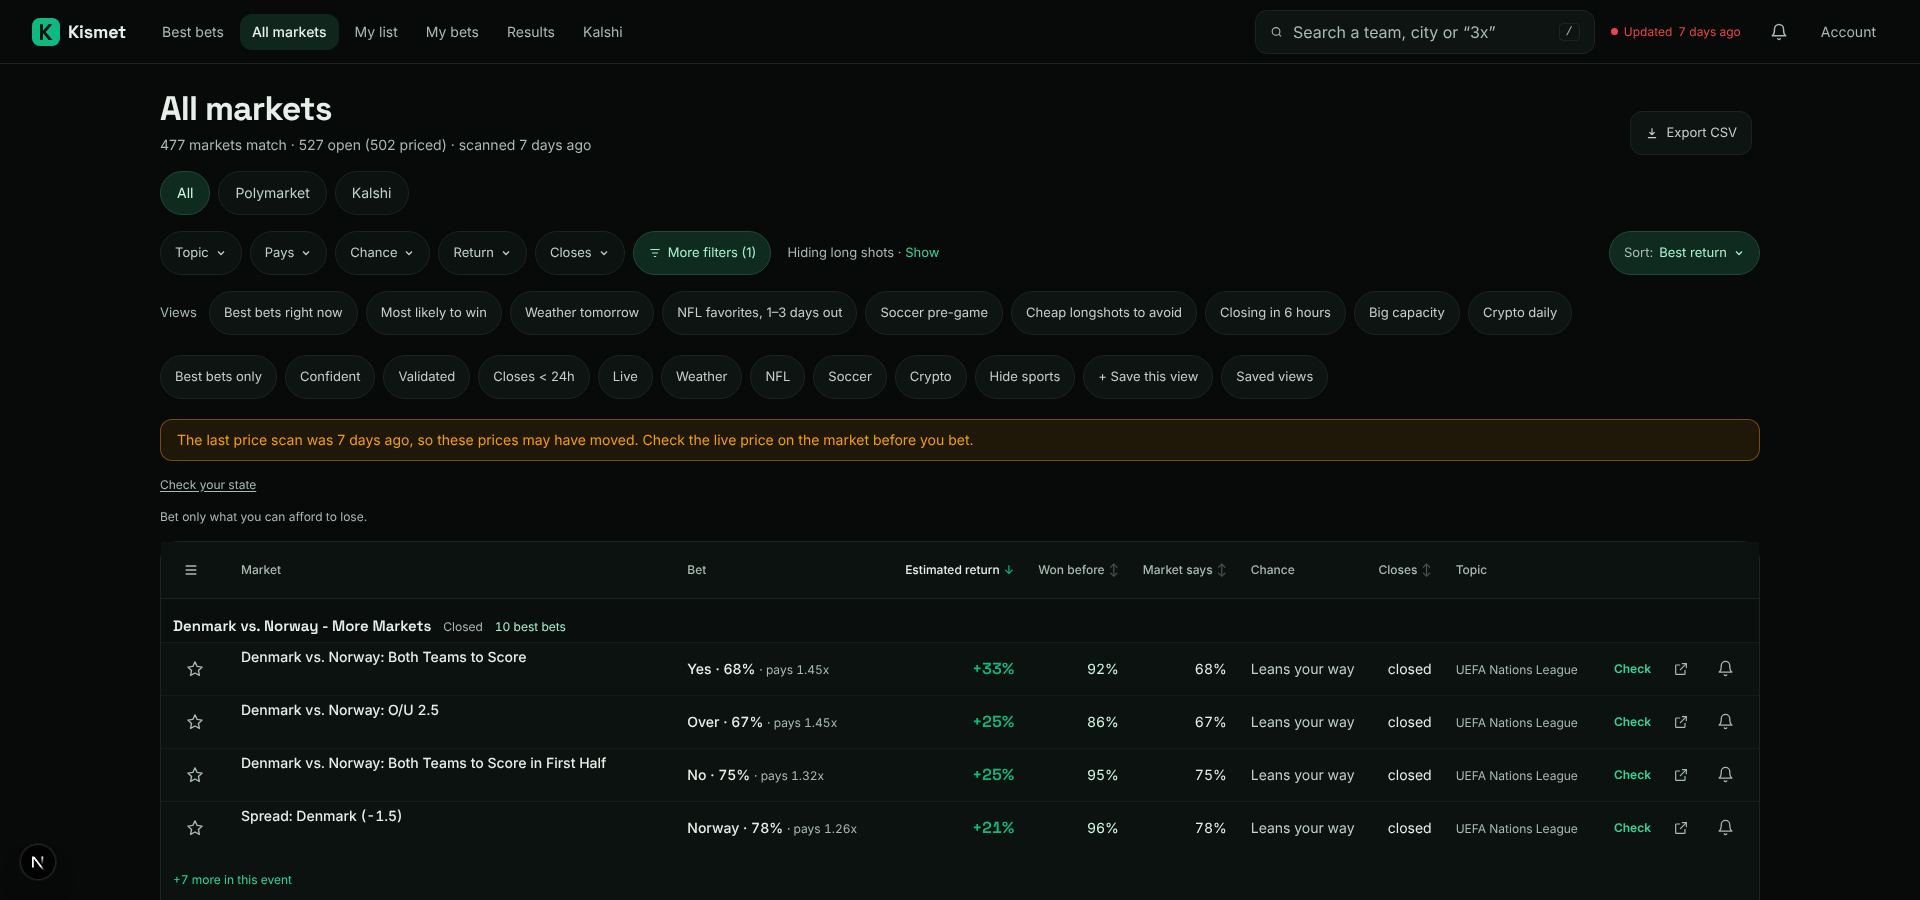 K Kismet Best bets All markets My list My bets Results Kalshi Search a team, city or “3x” / Updated 7 days ago Account
All markets
477 markets match · 527 open (502 priced) · scanned 7 days ago
Export CSV
All Polymarket Kalshi
Topic Pays Chance Return Closes More filters (1) Hiding long shots · Show Sort: Best return
Views Best bets right now Most likely to win Weather tomorrow NFL favorites, 1–3 days out Soccer pre-game Cheap longshots to avoid Closing in 6 hours Big capacity Crypto daily
Best bets only Confident Validated Closes < 24h Live Weather NFL Soccer Crypto Hide sports + Save this view Saved views
The last price scan was 7 days ago, so these prices may have moved. Check the live price on the market before you bet.
Check your state
Bet only what you can afford to lose.
Market Bet Estimated return ↓ Won before Market says Chance Closes Topic
Denmark vs. Norway - More Markets Closed 10 best bets
Denmark vs. Norway: Both Teams to Score Yes · 68% · pays 1.45x +33% 92% 68% Leans your way closed UEFA Nations League Check
Denmark vs. Norway: O/U 2.5 Over · 67% · pays 1.45x +25% 86% 67% Leans your way closed UEFA Nations League Check
Denmark vs. Norway: Both Teams to Score in First Half No · 75% · pays 1.32x +25% 95% 75% Leans your way closed UEFA Nations League Check
Spread: Denmark (-1.5) Norway · 78% · pays 1.26x +21% 96% 78% Leans your way closed UEFA Nations League Check
N
+7 more in this event